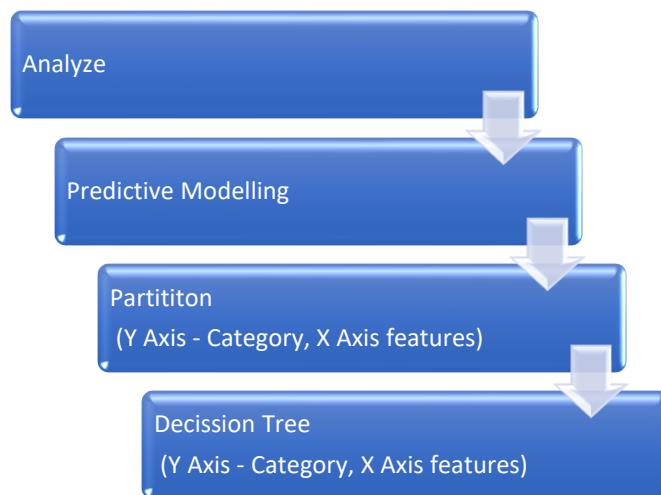 Analyze
Predictive Modelling
Partititon
(Y Axis - Category, X Axis features)
Decission Tree
(Y Axis - Category, X Axis features)